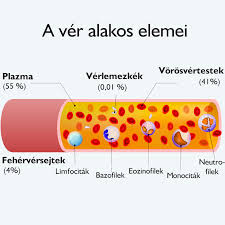 A vér alakos elemei
Plazma
(55 %)
Vérlemezkék
(0,01 %)
Vörösvértestek
(41%)
Fehérvérsejtek
(4%)
Limfociták
Bazofilek
Eozinofilek
Monociták
Neutro-
filek